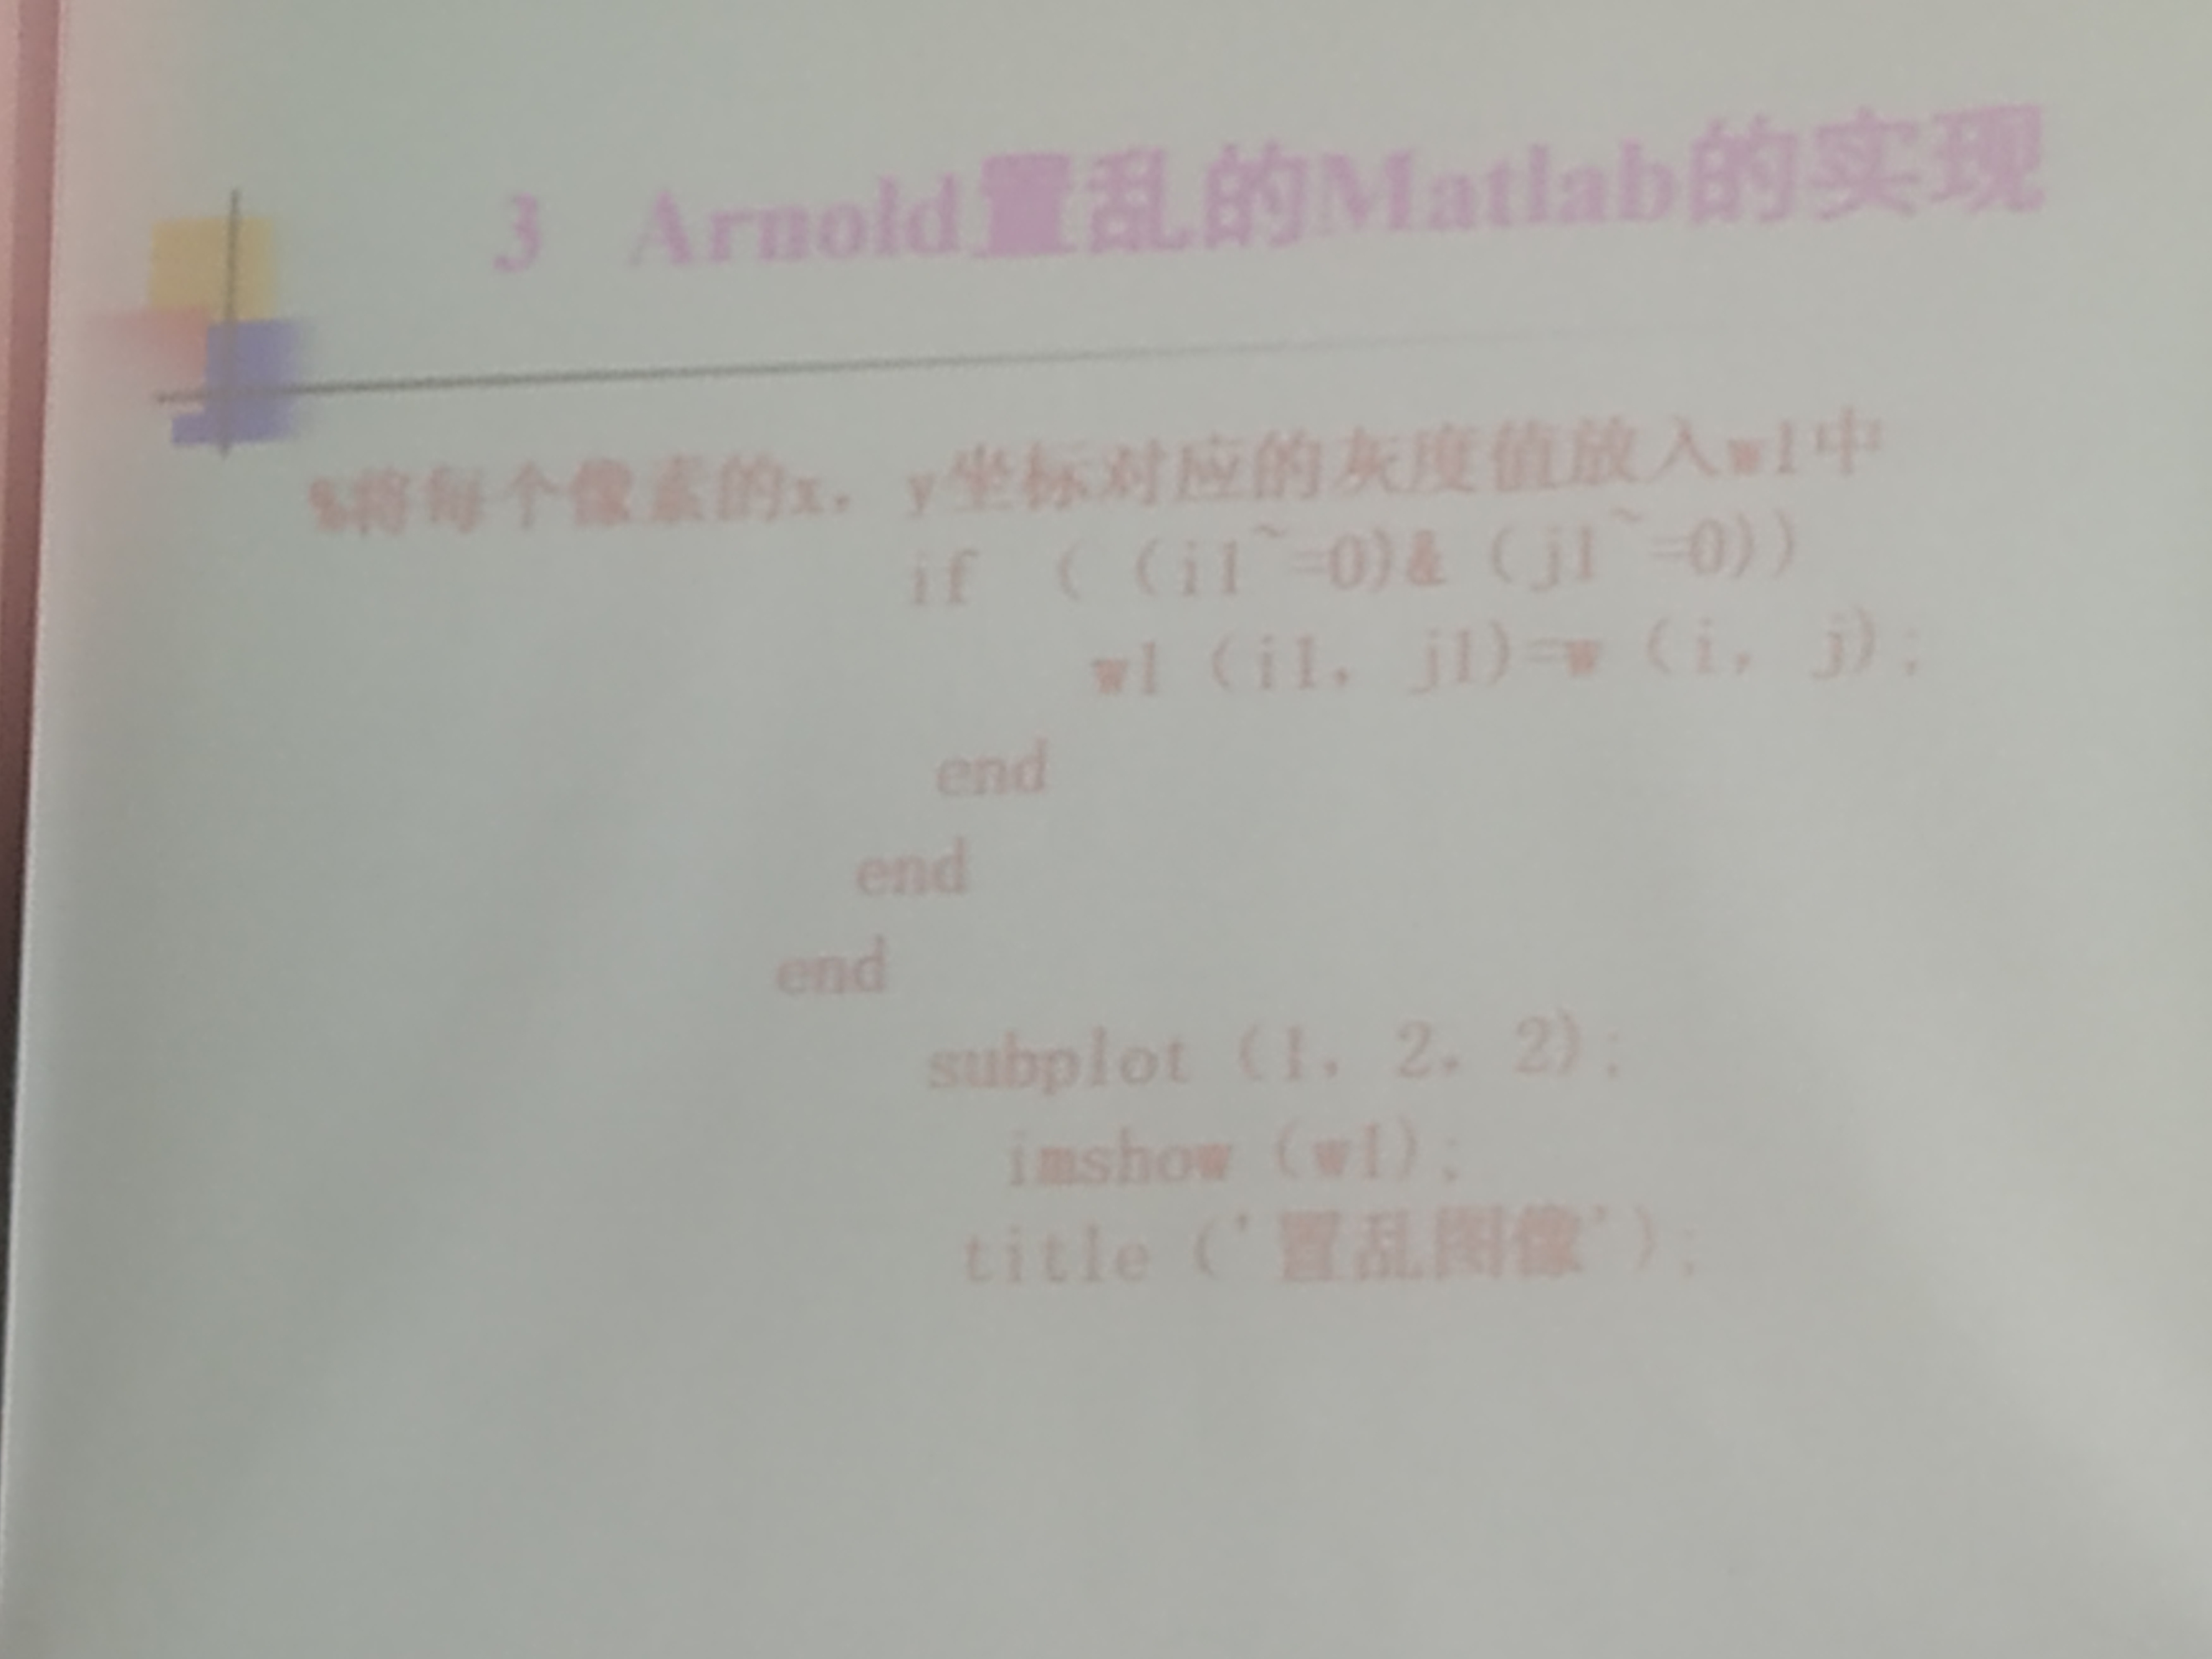 3 Arnold置乱的Matlab的实现
%将每个像素的x，y坐标对应的灰度值放入w1中
if ((i1~=0)&(j1~=0))
w1(i1，j1)=w(i，j);
end
end
end
subplot(1，2，2);
imshow(w1);
title('置乱图像');